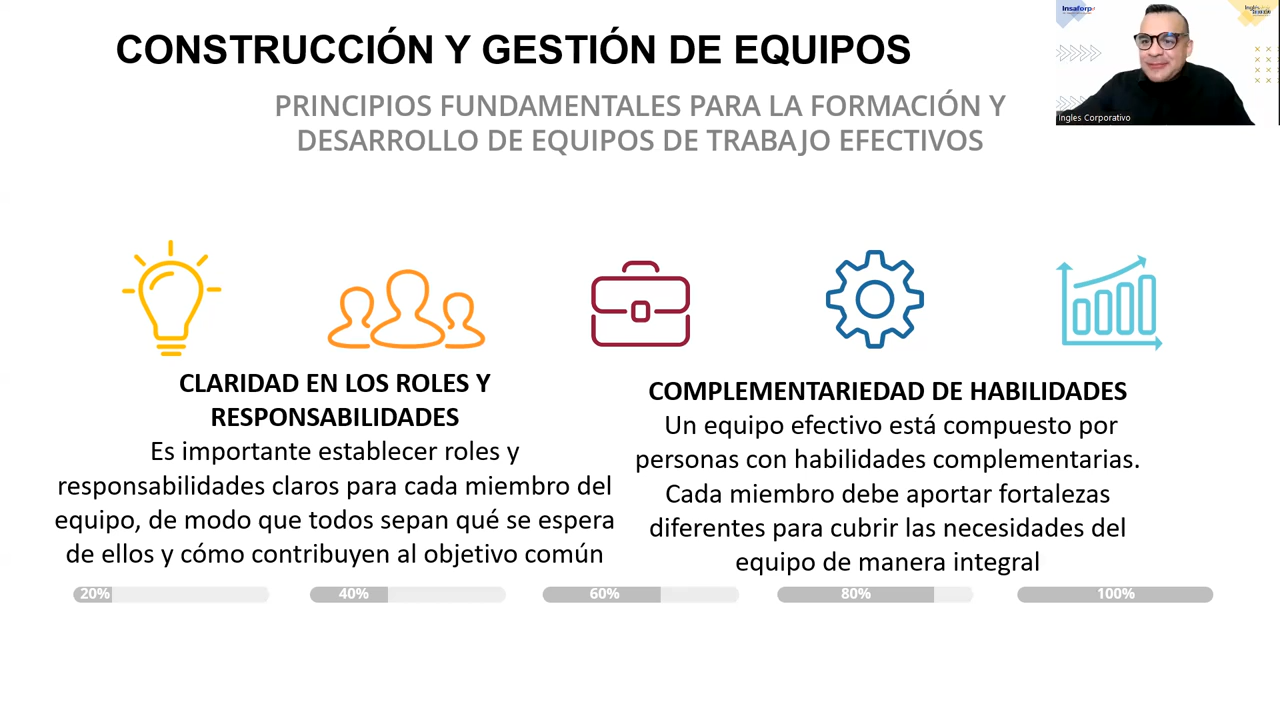 CONSTRUCCIÓN Y GESTIÓN DE EQUIPOS
PRINCIPIOS FUNDAMENTALES PARA LA FORMACIÓN Y
DESARROLLO DE EQUIPOS DE TRABAJO EFECTIVOS
Insaforp
Ingles Corporativo
CLARIDAD EN LOS ROLES Y
RESPONSABILIDADES
Es importante establecer roles y
responsabilidades claros para cada miembro del
equipo, de modo que todos sepan qué se espera
de ellos y cómo contribuyen al objetivo común
COMPLEMENTARIEDAD DE HABILIDADES
Un equipo efectivo está compuesto por
personas con habilidades complementarias.
Cada miembro debe aportar fortalezas
diferentes para cubrir las necesidades del
equipo de manera integral
20%
40%
60%
80%
100%